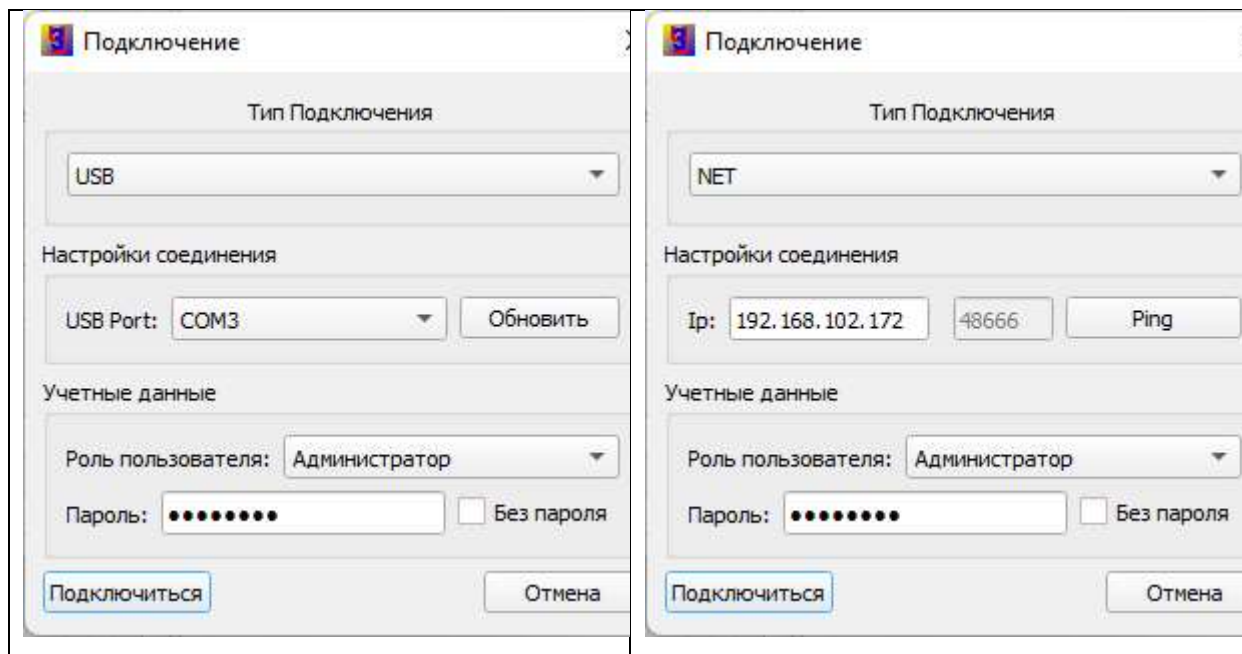 Подключение
Тип Подключения
USB
Настройки соединения
USB Port: COM3 Обновить
Учетные данные
Роль пользователя: Администратор
Пароль: ●●●●●●●● Без пароля
Подключиться Отмена
Подключение
Тип Подключения
NET
Настройки соединения
Ip: 192.168.102.172 48666 Ping
Учетные данные
Роль пользователя: Администратор
Пароль: ●●●●●●●● Без пароля
Подключиться Отмена